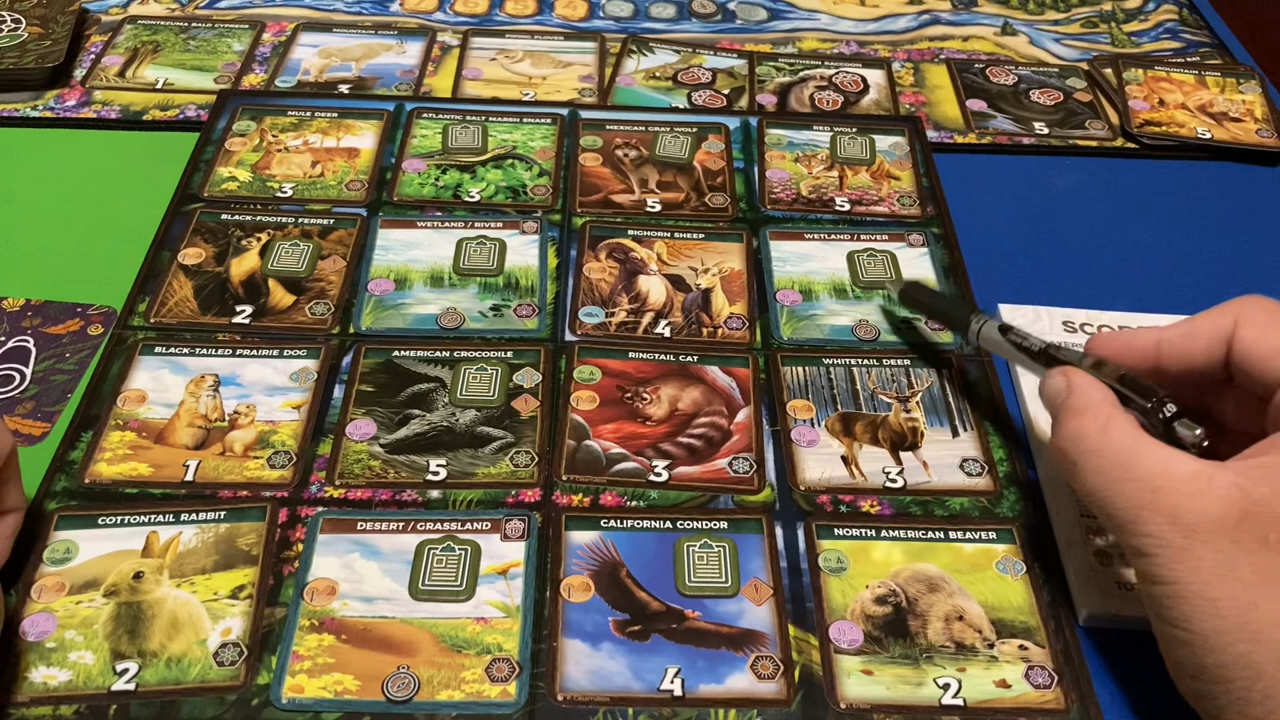 MONTEZUMA BALD CYPRESS
1
MOUNTAIN GOAT
3
PIPING PLOVER
2
NORTHERN RACCOON
5
MOUNTAIN LION
5
MULE DEER
3
ATLANTIC SALT MARSH SNAKE
3
MEXICAN GRAY WOLF
5
RED WOLF
5
BLACK-FOOTED FERRET
2
WETLAND / RIVER
BIGHORN SHEEP
4
WETLAND / RIVER
BLACK-TAILED PRAIRIE DOG
1
AMERICAN CROCODILE
5
RINGTAIL CAT
3
WHITETAIL DEER
3
COTTONTAIL RABBIT
2
DESERT / GRASSLAND
CALIFORNIA CONDOR
4
NORTH AMERICAN BEAVER
2